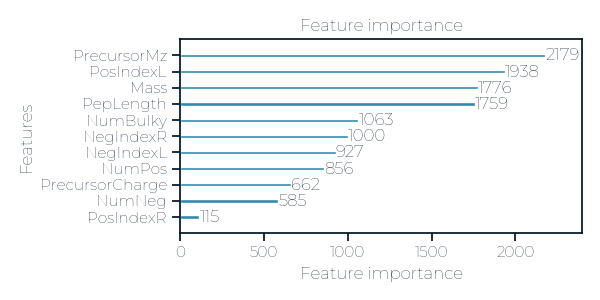 Feature importance
Features
PrecursorMz 2179
PosIndexL 1938
Mass 1776
PepLength 1759
NumBulky 1063
NegIndexR 1000
NegIndexL 927
NumPos 856
PrecursorCharge 662
NumNeg 585
PosIndexR 115
0 500 1000 1500 2000
Feature importance